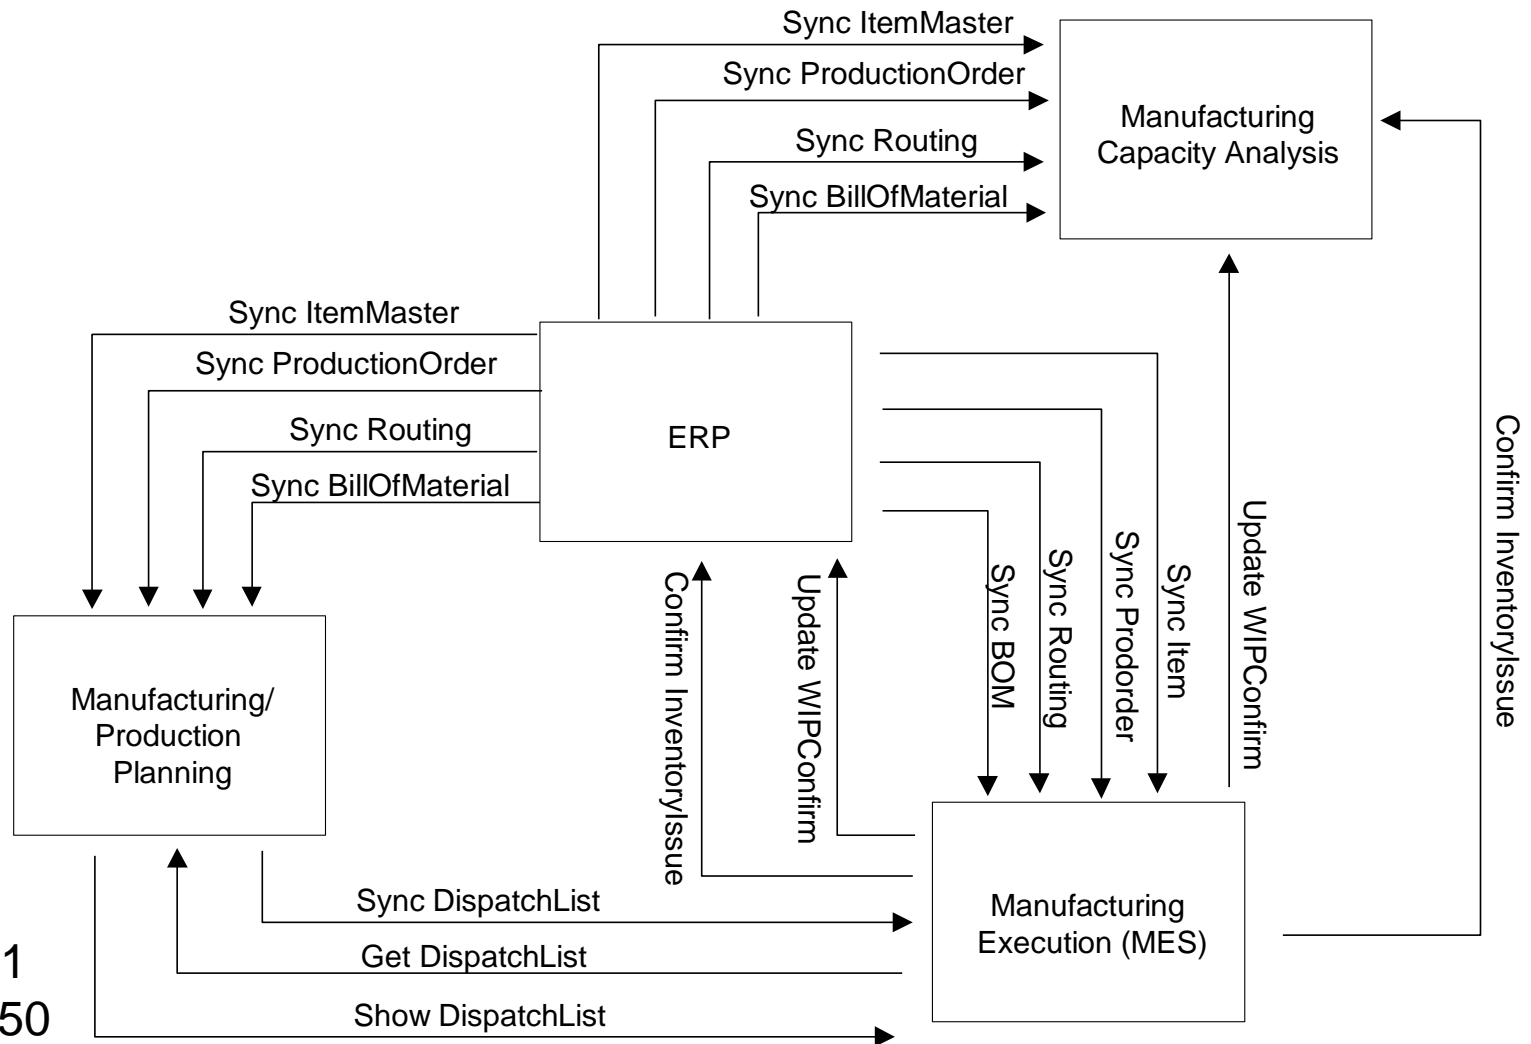 Sync ItemMaster
Sync ProductionOrder
Sync Routing
Sync BillOfMaterial
Manufacturing
Capacity Analysis
Sync ItemMaster
Sync ProductionOrder
Sync Routing
Sync BillOfMaterial
ERP
Confirm InventoryIssue
Update WIPConfirm
Sync BOM
Sync Routing
Sync Prodorder
Sync Item
Update WIPConfirm
Confirm InventoryIssue
Manufacturing/
Production
Planning
Manufacturing
Execution (MES)
Sync DispatchList
Get DispatchList
Show DispatchList
1
50